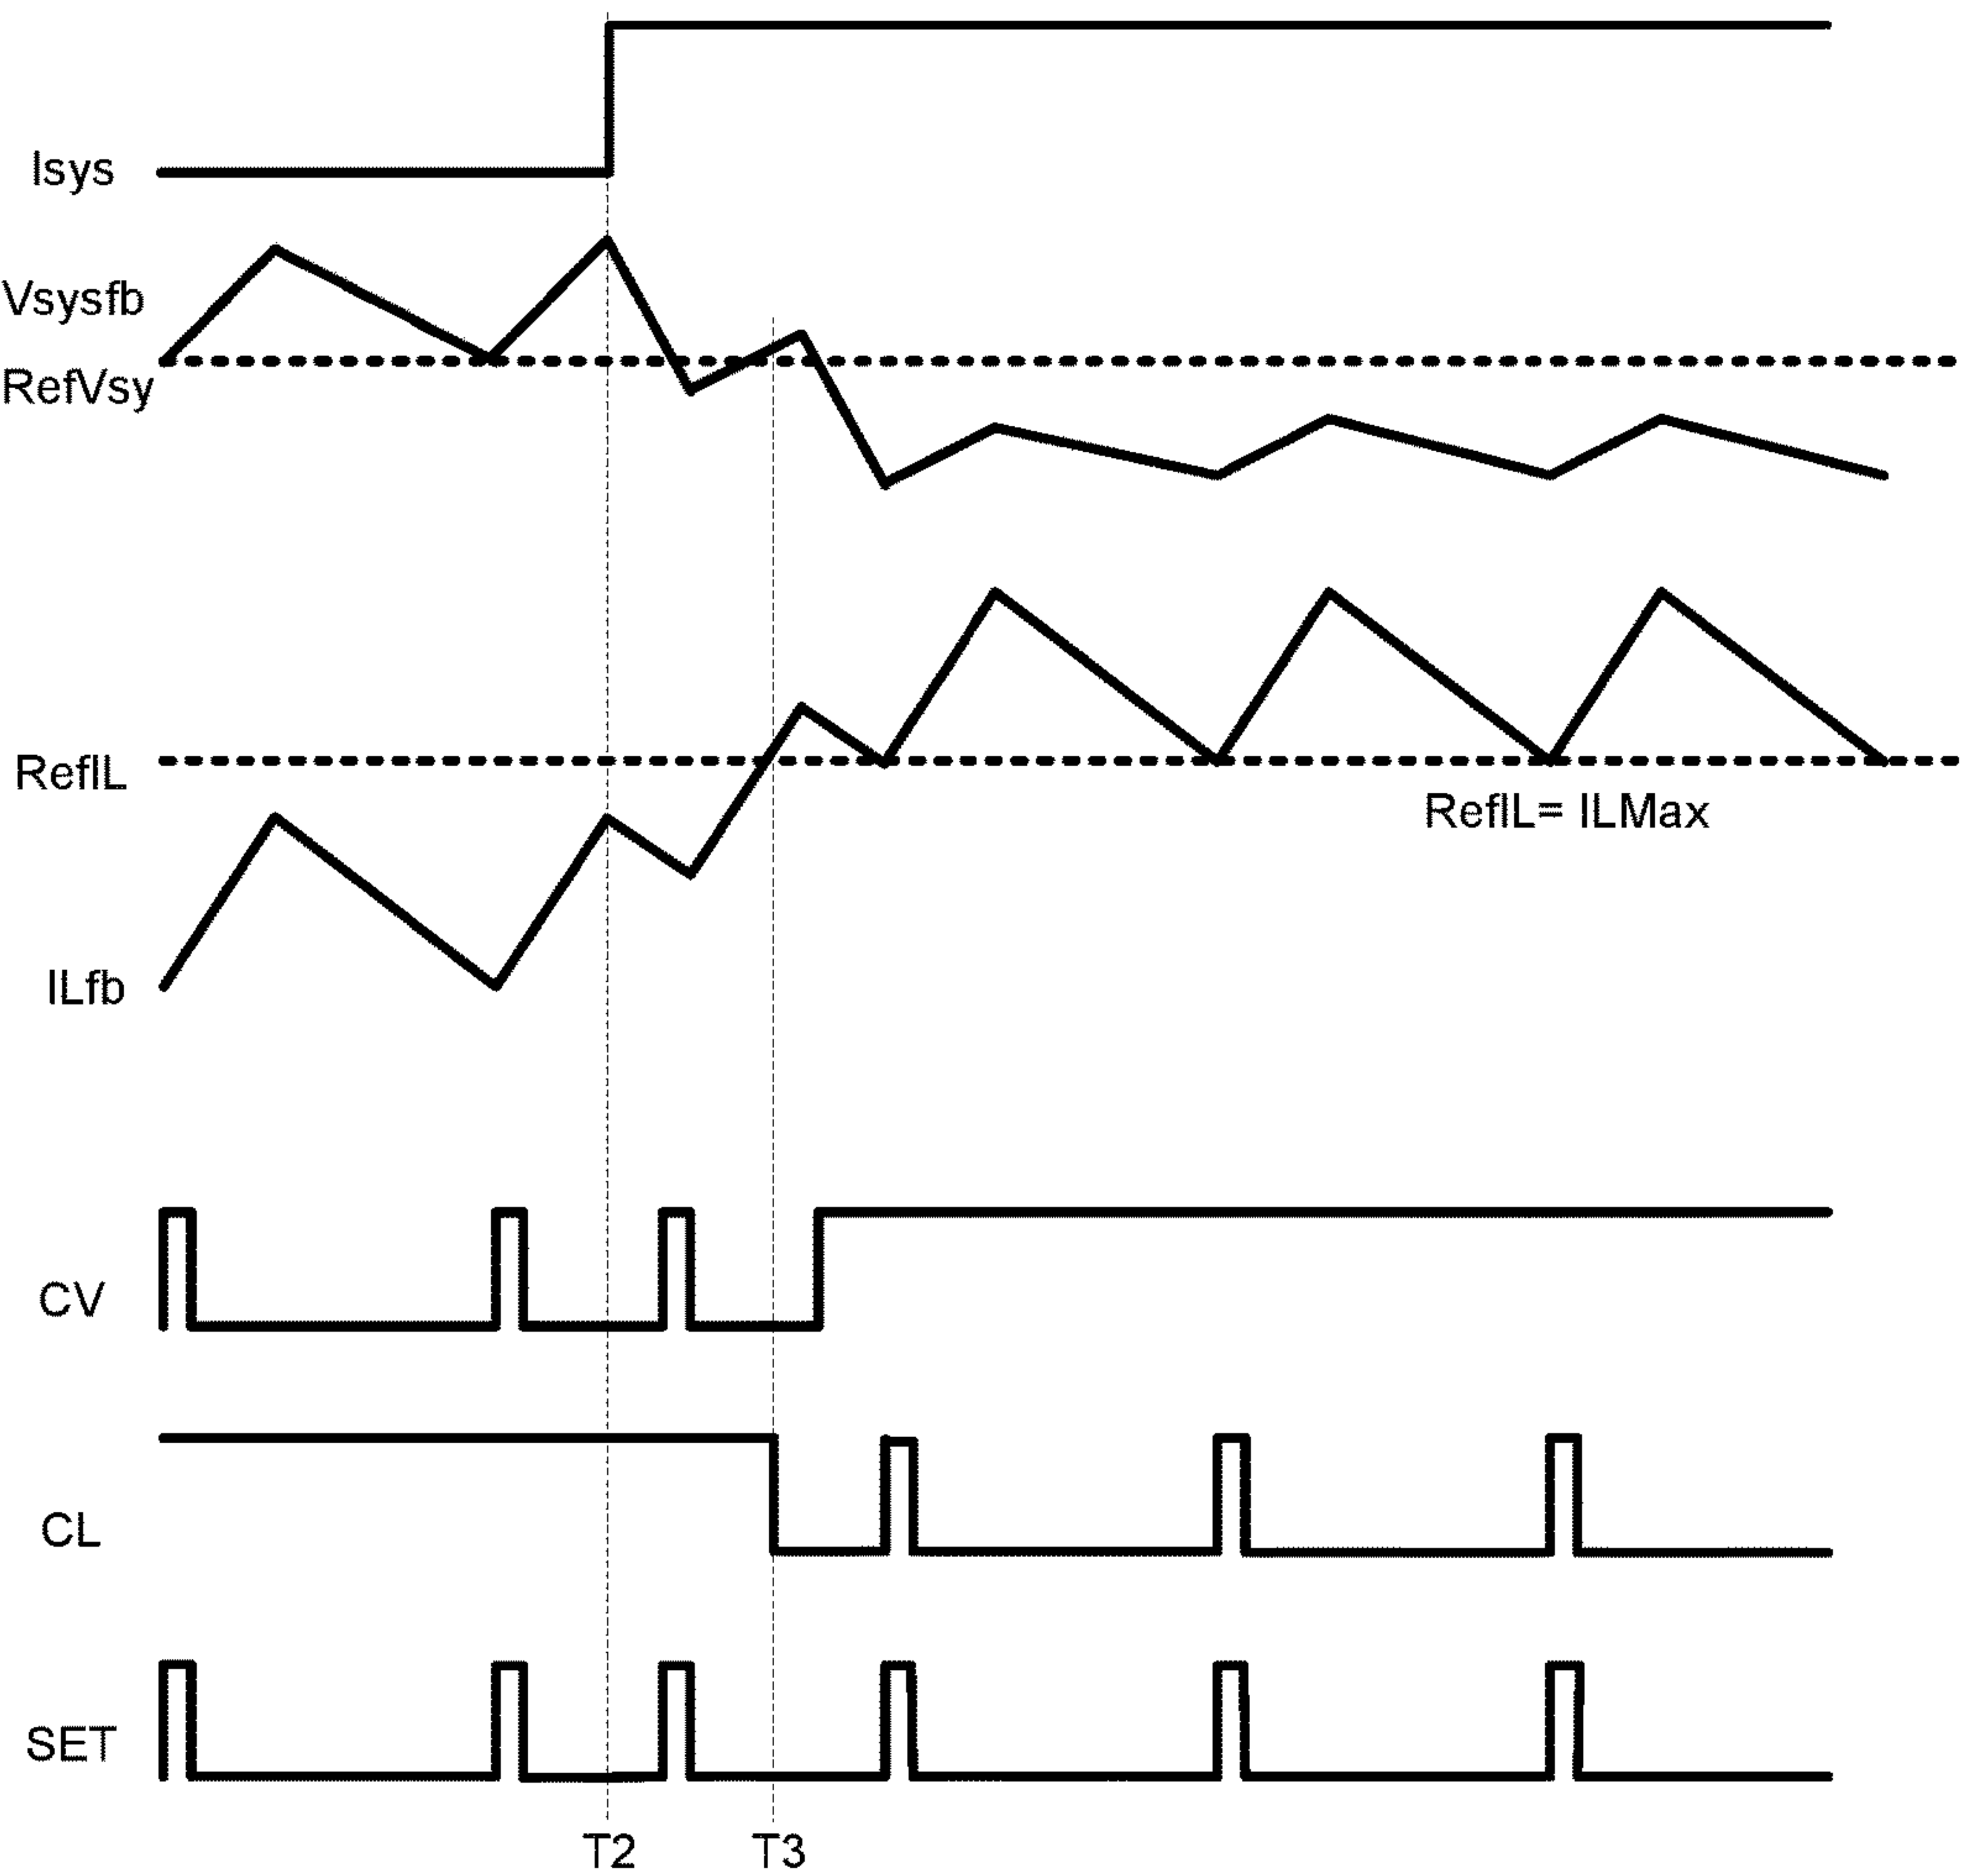 Isys
Vsysfb
RefVsy
RefIL
RefIL= ILMax
ILfb
CV
CL
SET
T2 T3